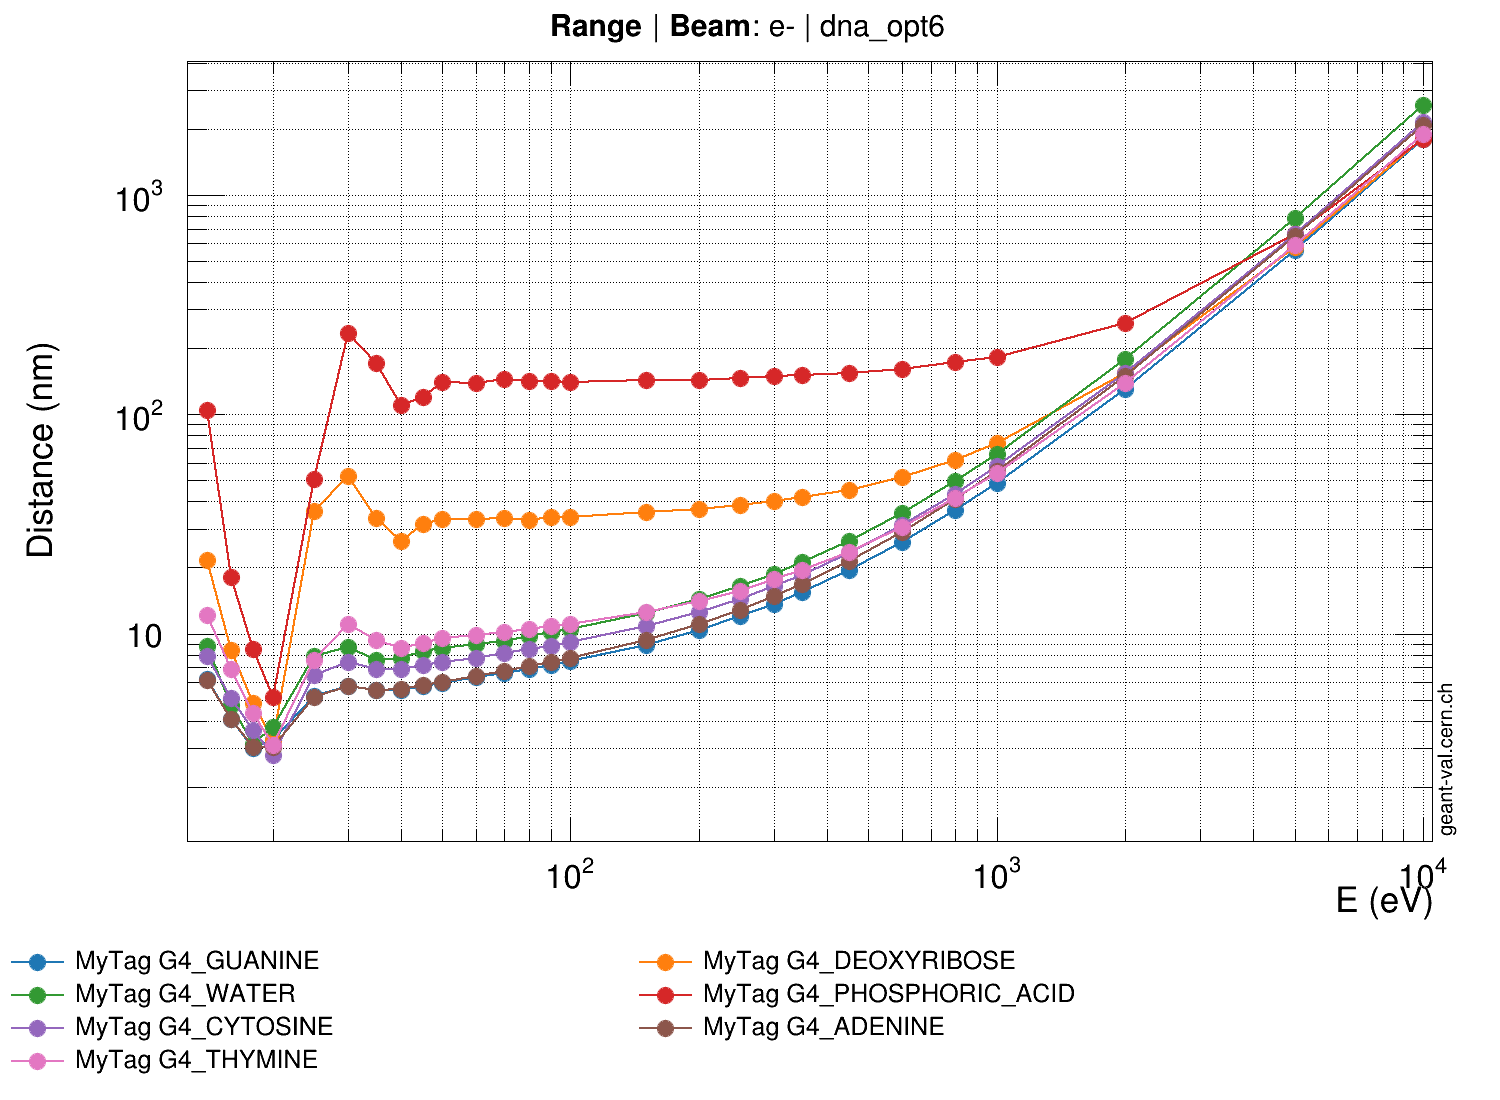 Range | Beam: e- | dna_opt6
Distance (nm)
10³
10²
10
10²
10³
10⁴
E (eV)
geant-val.cern.ch
MyTag G4_GUANINE
MyTag G4_DEOXYRIBOSE
MyTag G4_WATER
MyTag G4_PHOSPHORIC_ACID
MyTag G4_CYTOSINE
MyTag G4_ADENINE
MyTag G4_THYMINE